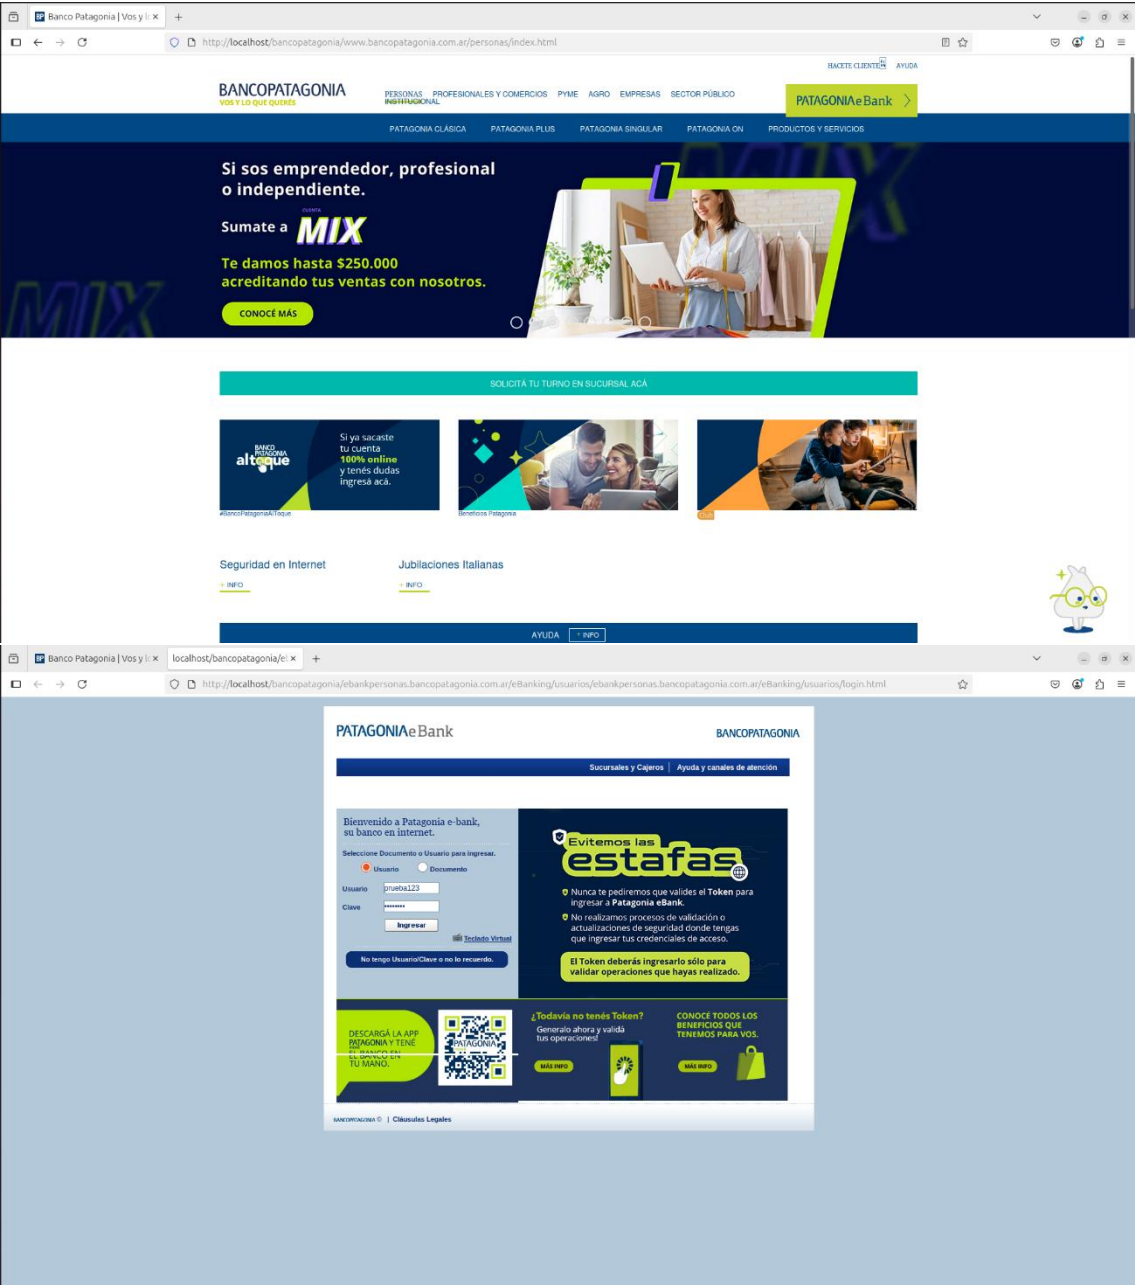 Banco Patagonia | Vos y lo
http://localhost/bancopatagonia/www.bancopatagonia.com.ar/personas/index.html
HACETE CLIENTE AYUDA
BANCOPATAGONIA
VOS Y LO QUE QUERÉS
PERSONAS PROFESIONALES Y COMERCIOS PYME AGRO EMPRESAS SECTOR PÚBLICO
INSTITUCIONAL
PATAGONIAeBank
PATAGONIA CLÁSICA PATAGONIA PLUS PATAGONIA SINGULAR PATAGONIA ON PRODUCTOS Y SERVICIOS
Si sos emprendedor, profesional
o independiente.
CUENTA
Sumate a MIX
Te damos hasta $250.000
acreditando tus ventas con nosotros.
CONOCÉ MÁS
MIX
MIX
SOLICITÁ TU TURNO EN SUCURSAL ACÁ
BANCO
PATAGONIA
altoque
Si ya sacaste
tu cuenta
100% online
y tenés dudas
ingresá acá.
#BancoPatagoniaAlToque
Beneficios Patagonia
Club
Seguridad en Internet
+ INFO
Jubilaciones Italianas
+ INFO
AYUDA + INFO
Banco Patagonia | Vos y lo
localhost/bancopatagonia/e
http://localhost/bancopatagonia/ebankpersonas.bancopatagonia.com.ar/eBanking/usuarios/ebankpersonas.bancopatagonia.com.ar/eBanking/usuarios/login.html
PATAGONIAeBank
BANCOPATAGONIA
Sucursales y Cajeros | Ayuda y canales de atención
Bienvenido a Patagonia e-bank,
su banco en internet.
Seleccione Documento o Usuario para ingresar.
Usuario Documento
Usuario prueba123
Clave ••••••••
Ingresar
Teclado Virtual
No tengo Usuario/Clave o no lo recuerdo.
Evitemos las
estafas
Nunca te pediremos que valides el Token para
ingresar a Patagonia eBank.
No realizamos procesos de validación o
actualizaciones de seguridad donde tengas
que ingresar tus credenciales de acceso.
El Token deberás ingresarlo sólo para
validar operaciones que hayas realizado.
DESCARGÁ LA APP
PATAGONIA Y TENÉ
EL BANCO EN
TU MANO.
PATAGONIA
¿Todavía no tenés Token?
Generalo ahora y validá
tus operaciones!
MÁS INFO
CONOCÉ TODOS LOS
BENEFICIOS QUE
TENEMOS PARA VOS.
MÁS INFO
BANCOPATAGONIA © | Cláusulas Legales